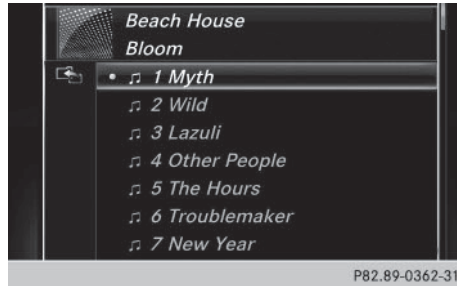 Beach House
Bloom
1 Myth
2 Wild
3 Lazuli
4 Other People
5 The Hours
6 Troublemaker
7 New Year
P82.89-0362-31